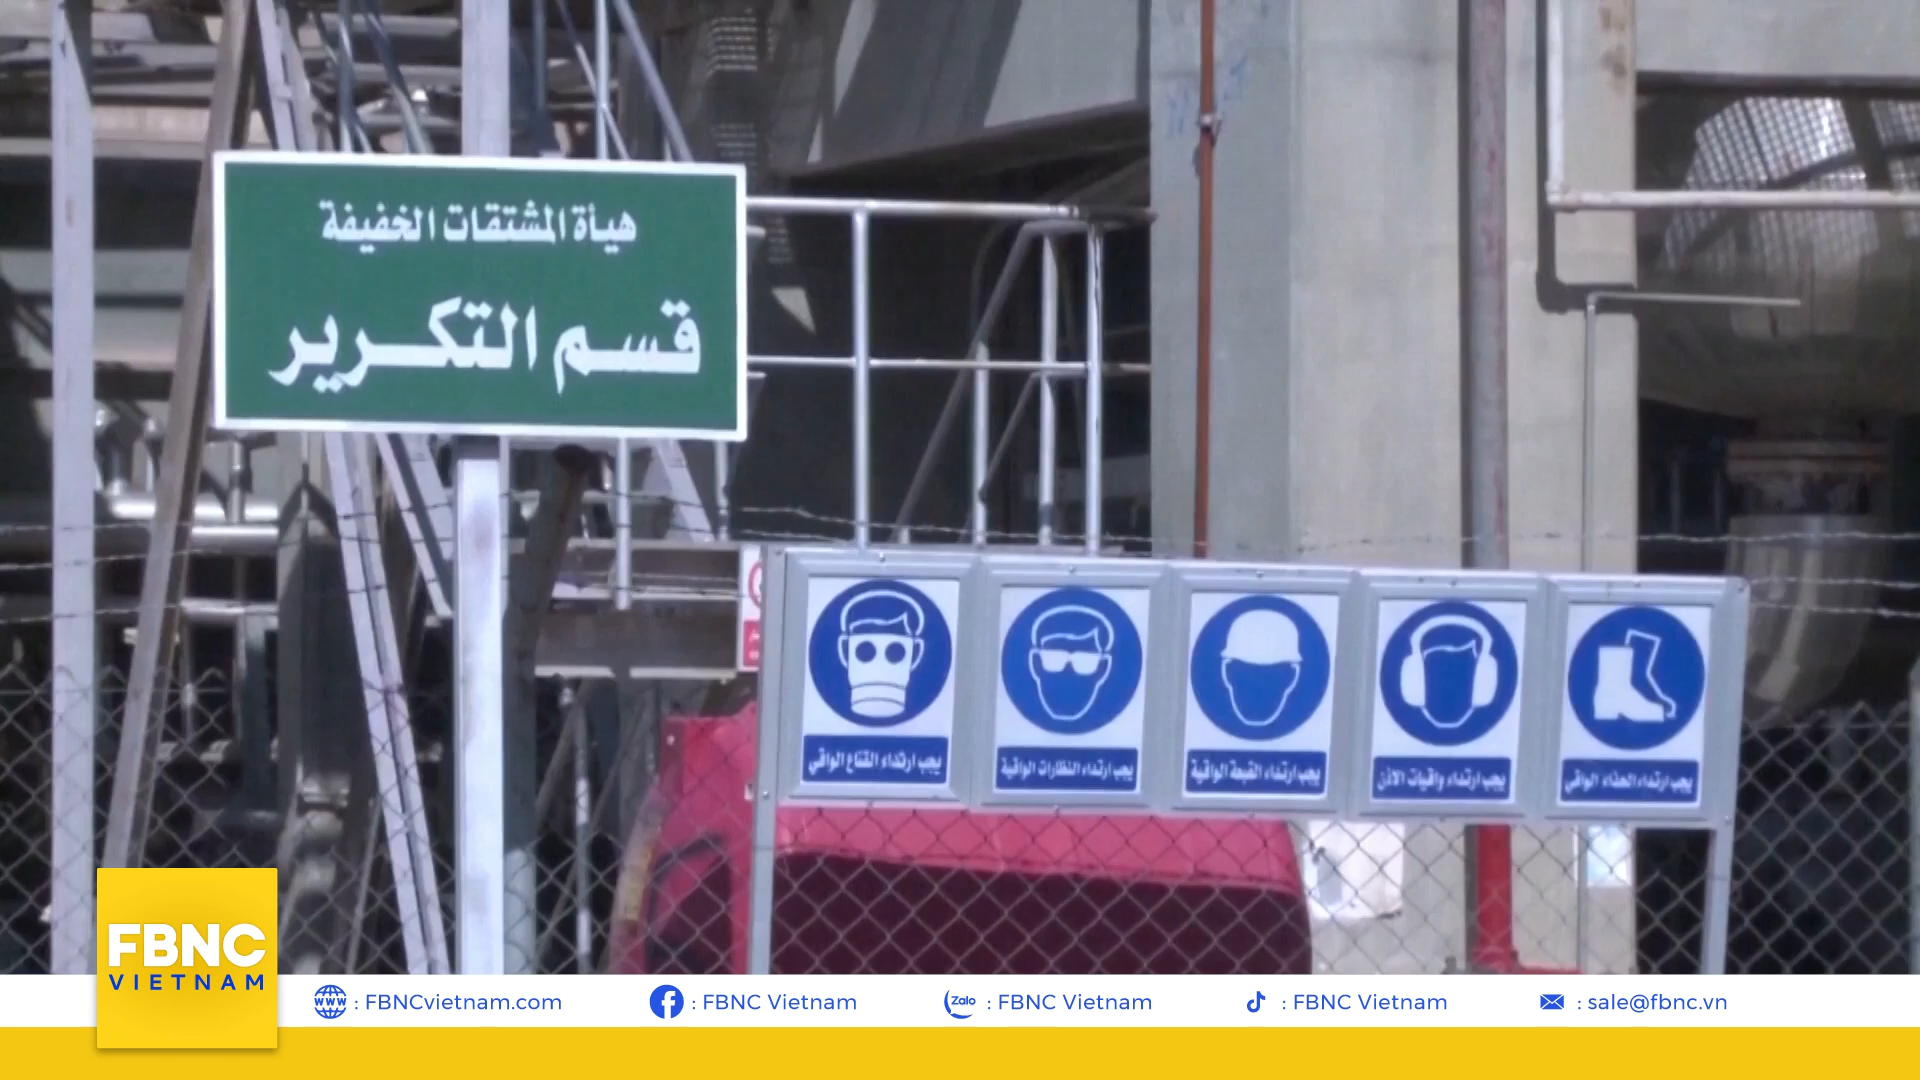 هيأة المشتقات الخفيفة
قسم التكرير
يجب ارتداء القناع الواقي
يجب ارتداء النظارات الواقية
يجب ارتداء القبعة الواقية
يجب ارتداء واقيات الاذن
يجب ارتداء الحذاء الواقي
FBNC
VIETNAM
www : FBNCvietnam.com
: FBNC Vietnam
Zalo : FBNC Vietnam
: FBNC Vietnam
: sale@fbnc.vn